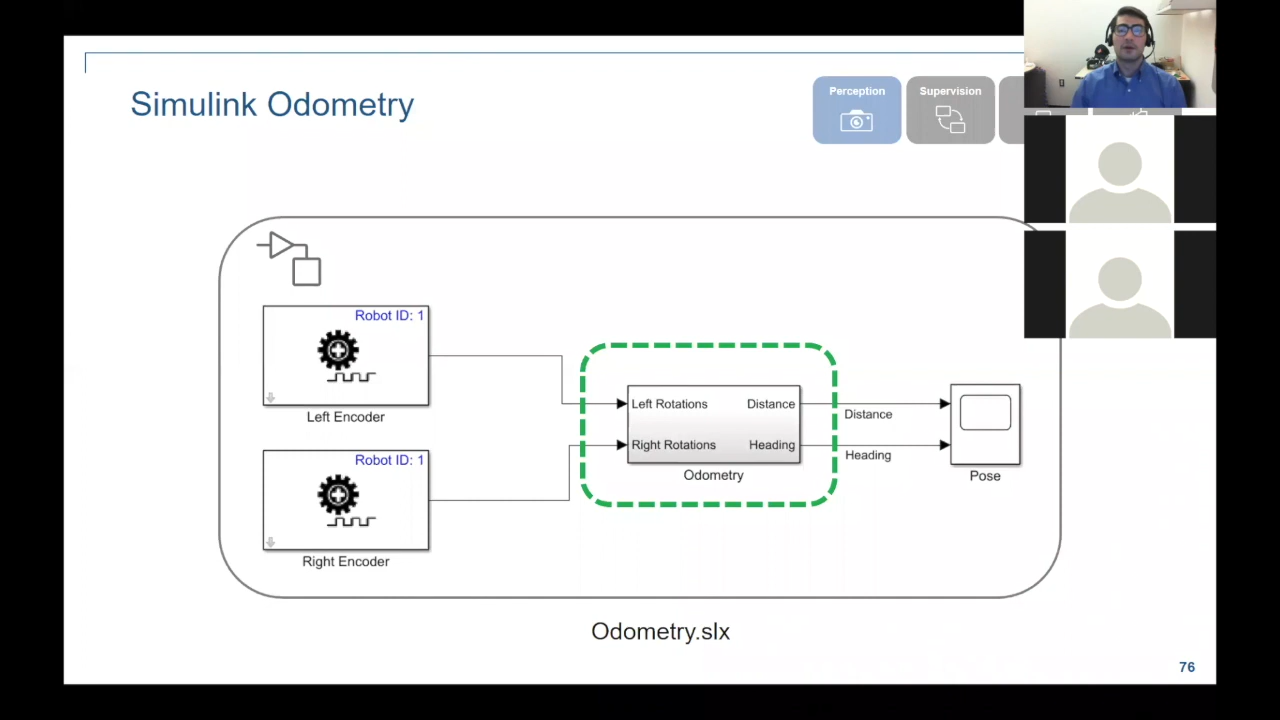 Simulink Odometry
Perception
Supervision
Robot ID: 1
Left Encoder
Robot ID: 1
Right Encoder
Left Rotations
Distance
Right Rotations
Heading
Odometry
Distance
Heading
Pose
Odometry.slx
76